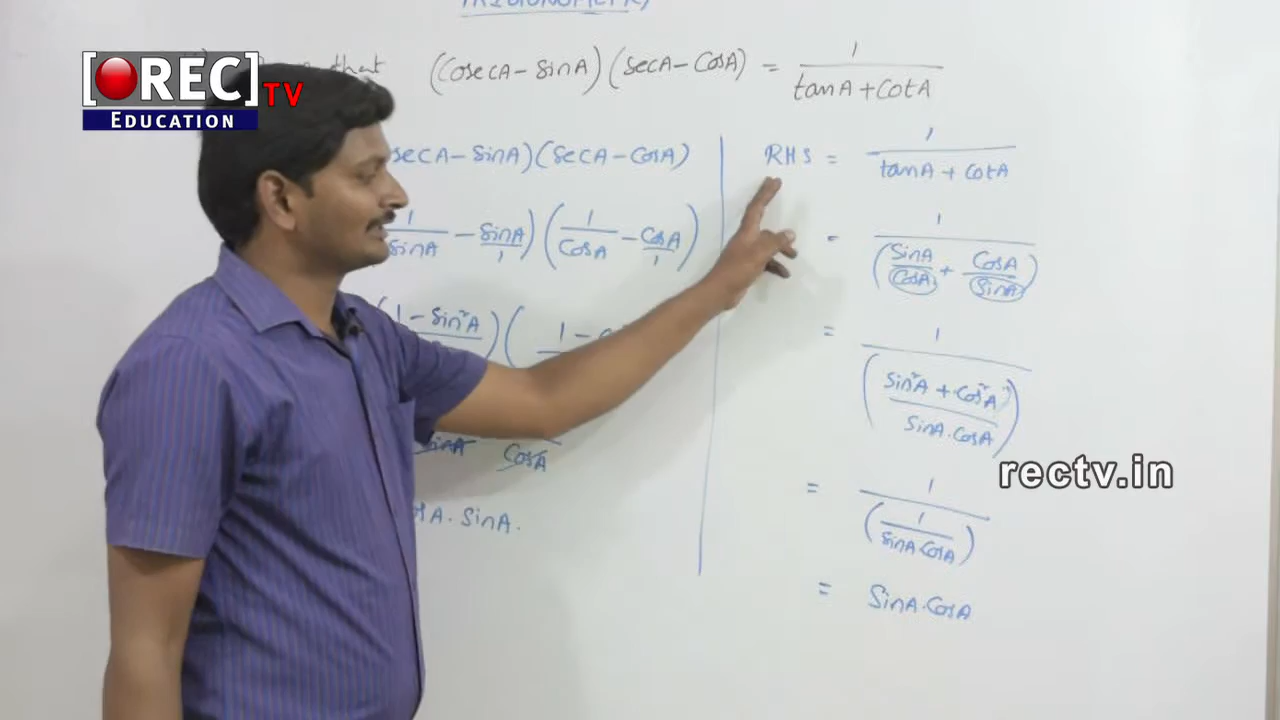 TRIGONOMETRY
that (CosecA - SinA) (SecA - CosA) = 1 / tanA + CotA
[OREC] TV
EDUCATION
secA - SinA) (SecA - CosA)
1 / SinA - SinA / 1) (1 / CosA - CosA / 1)
(1 - Sin²A) (1 -
SinA CosA
A. SinA.
RHS = 1 / tanA + CotA
= 1 / (SinA / CosA + CosA / SinA)
= 1 / (Sin²A + Cos²A / SinA.CosA)
= 1 / (1 / SinA CosA)
= SinA.CosA
rectv.in